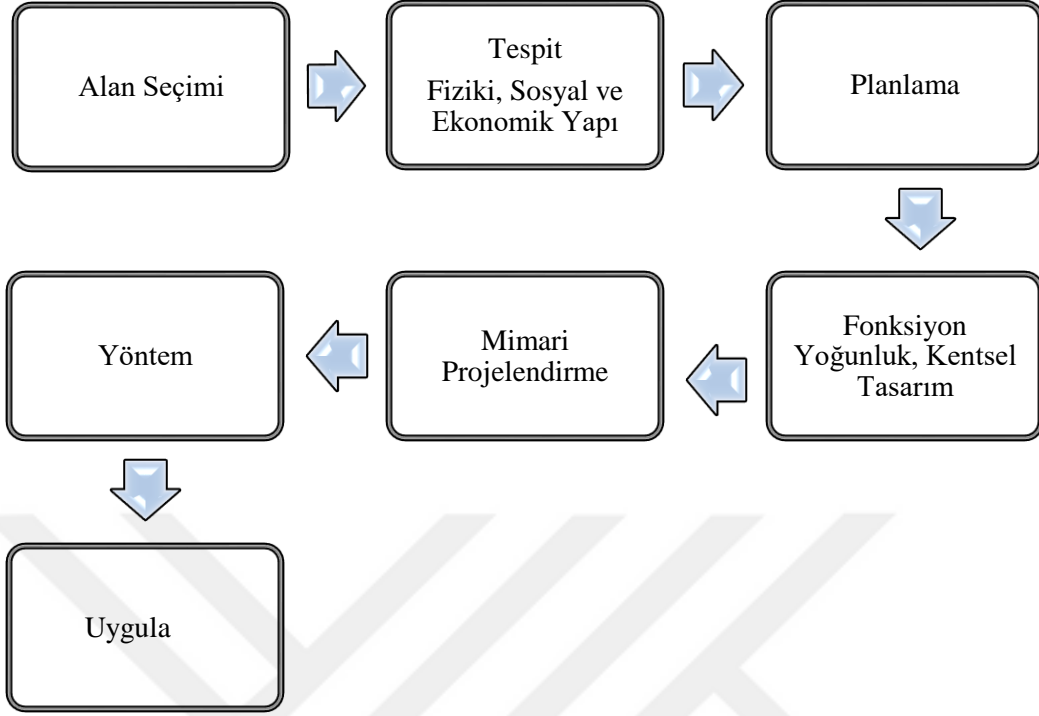 Alan Seçimi
Tespit
Fiziki, Sosyal ve
Ekonomik Yapı
Planlama
Fonksiyon
Yoğunluk, Kentsel
Tasarım
Mimari
Projelendirme
Yöntem
Uygula